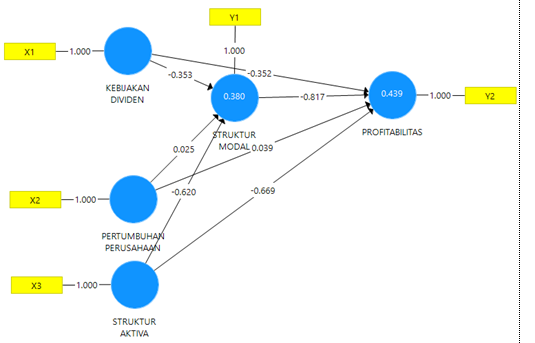 Y1
X1
1.000
1.000
-0.353
-0.352
KEBIJAKAN
DIVIDEN
0.380
-0.817
0.439
1.000
Y2
STRUKTUR
MODAL
PROFITABILITAS
0.025
0.039
X2
1.000
-0.620
-0.669
PERTUMBUHAN
PERUSAHAAN
X3
1.000
STRUKTUR
AKTIVA